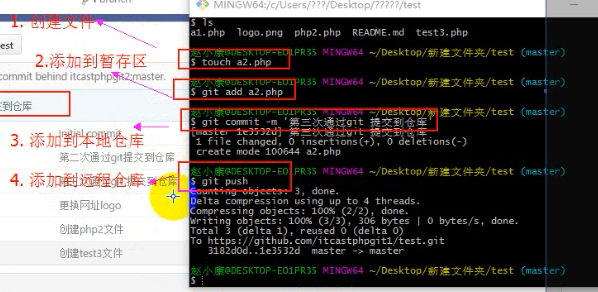 MINGW64:/c/Users/???/Desktop/?????/test
1 branch
1. 创建文件
2.添加到暂存区
commit behind itcastphpgit2:master.
3. 添加到本地仓库
initial commit
第二次通过git提交到仓库
4. 添加到远程仓库
更换网址logo
创建php2文件
创建test3文件
$ ls
a1.php logo.png php2.php README.md test3.php
赵小康@DESKTOP-EO1PR35 MINGW64 ~/Desktop/新建文件夹/test (master)
$ touch a2.php
赵小康@DESKTOP-EO1PR35 MINGW64 ~/Desktop/新建文件夹/test (master)
$ git add a2.php
赵小康@DESKTOP-EO1PR35 MINGW64 ~/Desktop/新建文件夹/test (master)
$ git commit -m '第三次通过git 提交到仓库'
[master 1e3532d] 第三次通过git 提交到仓库
1 file changed, 0 insertions(+), 0 deletions(-)
create mode 100644 a2.php
赵小康@DESKTOP-EO1PR35 MINGW64 ~/Desktop/新建文件夹/test (master)
$ git push
Counting objects: 3, done.
Delta compression using up to 4 threads.
Compressing objects: 100% (2/2), done.
Writing objects: 100% (3/3), 306 bytes | 0 bytes/s, done.
Total 3 (delta 1), reused 0 (delta 0)
To https://github.com/itcastphpgit1/test.git
3182d0d..1e3532d master -> master
赵小康@DESKTOP-EO1PR35 MINGW64 ~/Desktop/新建文件夹/test (master)
$